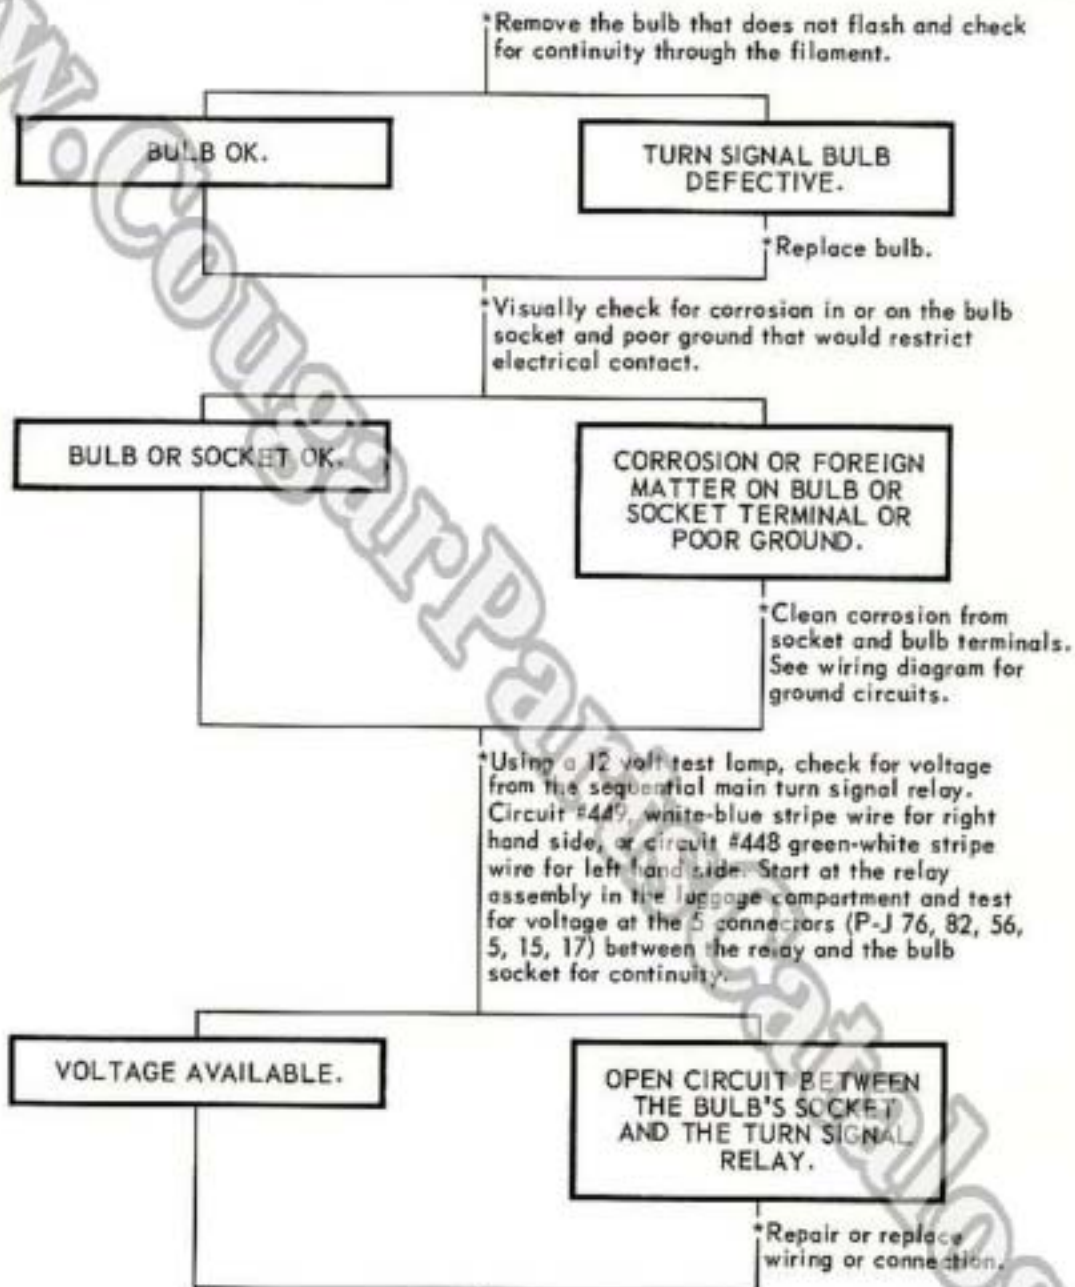 *Remove the bulb that does not flash and check
for continuity through the filament.
BULB OK.
TURN SIGNAL BULB
DEFECTIVE.
*Replace bulb.
*Visually check for corrosion in or on the bulb
socket and poor ground that would restrict
electrical contact.
BULB OR SOCKET OK.
CORROSION OR FOREIGN
MATTER ON BULB OR
SOCKET TERMINAL OR
POOR GROUND.
*Clean corrosion from
socket and bulb terminals.
See wiring diagram for
ground circuits.
*Using a 12 volt test lamp, check for voltage
from the sequential main turn signal relay.
Circuit #449, white-blue stripe wire for right
hand side, or circuit #448 green-white stripe
wire for left hand side. Start at the relay
assembly in the luggage compartment and test
for voltage at the 5 connectors (P-J 76, 82, 56,
5, 15, 17) between the relay and the bulb
socket for continuity.
VOLTAGE AVAILABLE.
OPEN CIRCUIT BETWEEN
THE BULB'S SOCKET
AND THE TURN SIGNAL
RELAY.
*Repair or replace
wiring or connection.
w.CougarPartsCatalo